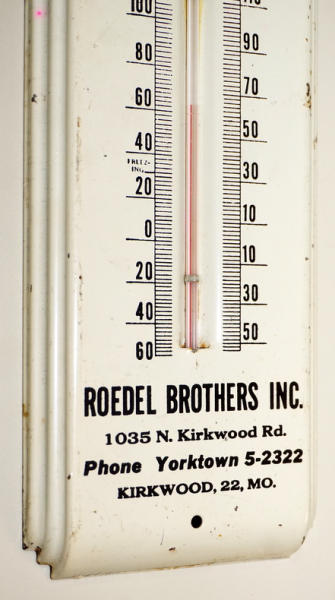 100
80 90
60 70
40 50
FREEZ-
ING 30
20
0 10
20 10
40 30
60 50
ROEDEL BROTHERS INC.
1035 N. Kirkwood Rd.
Phone Yorktown 5-2322
KIRKWOOD, 22, MO.